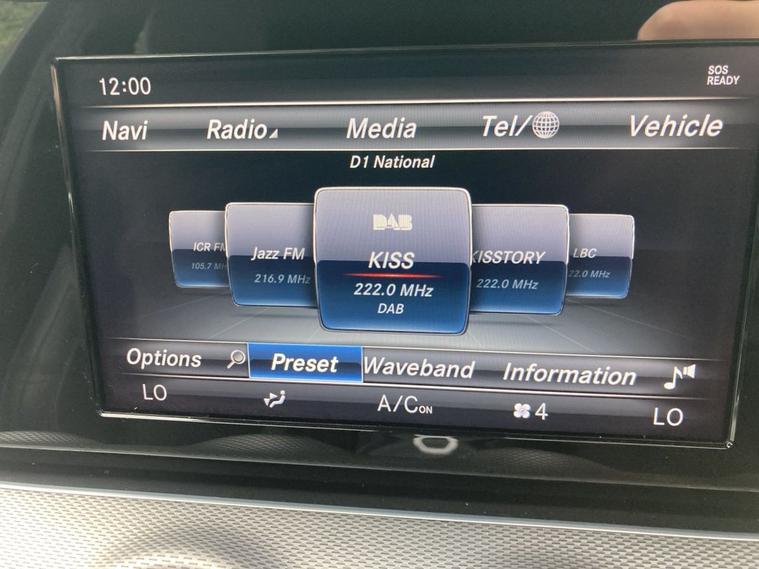 12:00
SOS
READY
Navi Radio Media Tel/ Vehicle
D1 National
ICR FM
105.7 MHz
Jazz FM
216.9 MHz
DAB
KISS
222.0 MHz
DAB
KISSTORY
222.0 MHz
LBC
22.0 MHz
Options Preset Waveband Information
LO A/C ON 4 LO